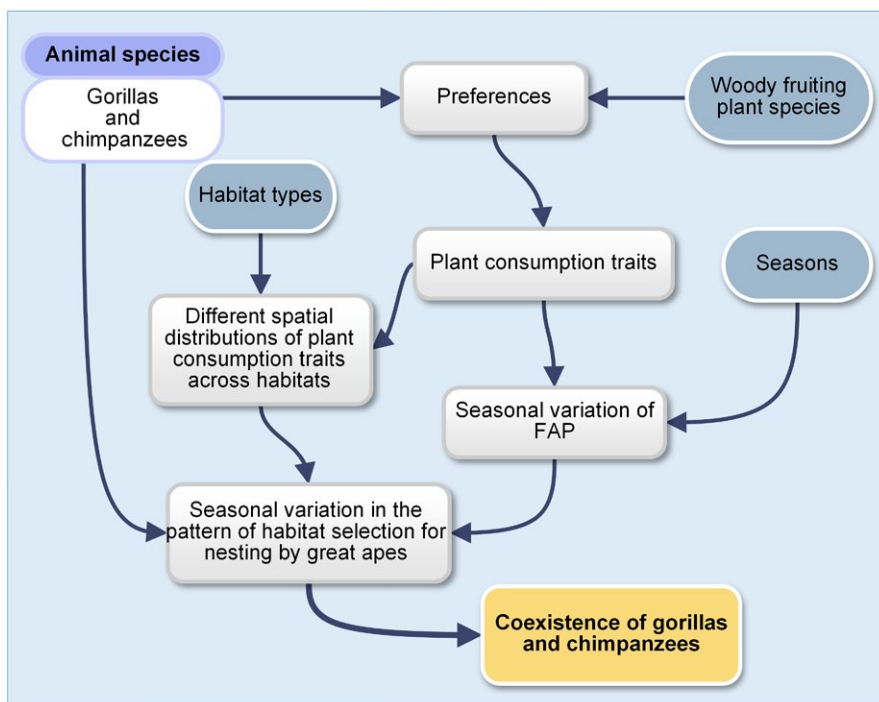 Animal species
Gorillas
and
chimpanzees
Preferences
Woody fruiting
plant species
Habitat types
Plant consumption traits
Seasons
Different spatial
distributions of plant
consumption traits
across habitats
Seasonal variation of
FAP
Seasonal variation in the
pattern of habitat selection for
nesting by great apes
Coexistence of gorillas
and chimpanzees